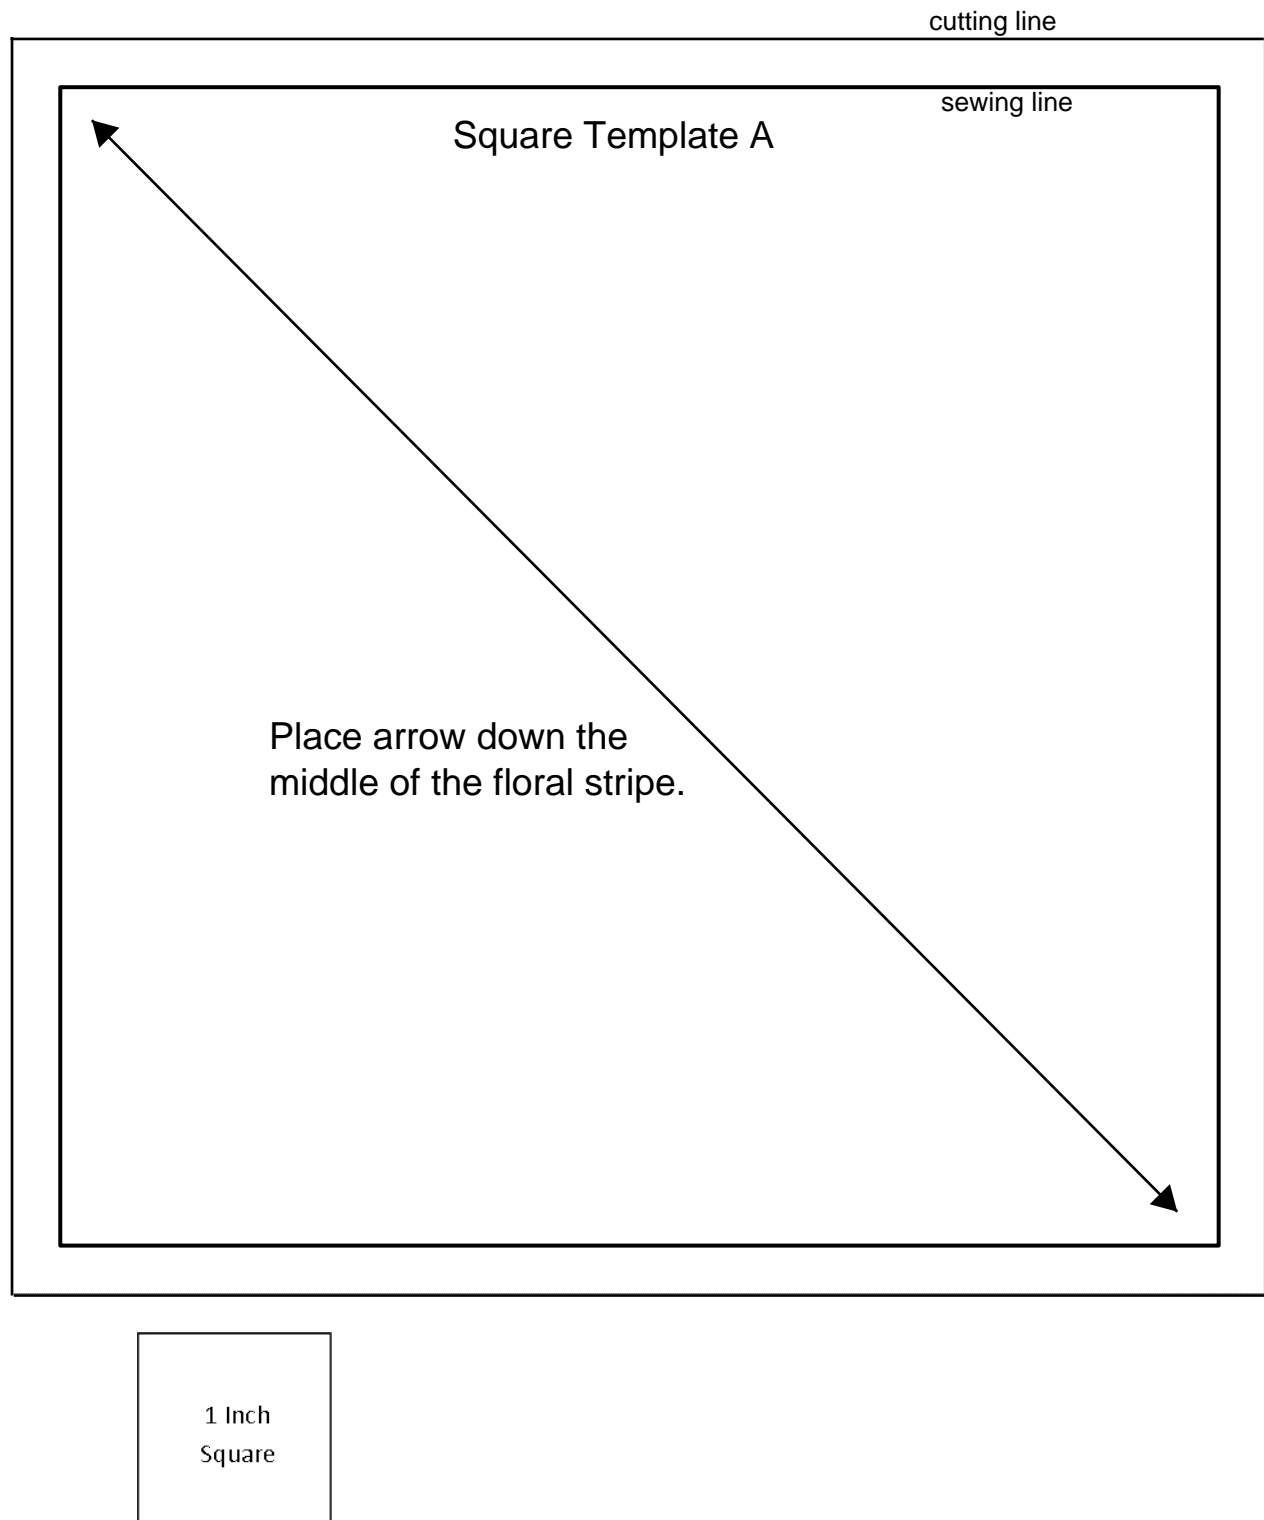 cutting line
sewing line
Square Template A
Place arrow down the
middle of the floral stripe.
1 Inch
Square